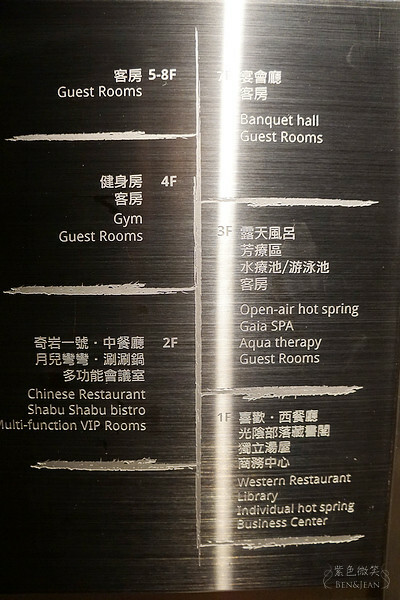 客房 5-8F
Guest Rooms
7F 宴會廳
客房
Banquet hall
Guest Rooms
健身房 4F
客房
Gym
Guest Rooms
3F 露天風呂
芳療區
水療池/游泳池
客房
Open-air hot spring
Gaia SPA
Aqua therapy
Guest Rooms
奇岩一號·中餐廳 2F
月兒彎彎·涮涮鍋
多功能會議室
Chinese Restaurant
Shabu Shabu bistro
Multi-function VIP Rooms
1F 喜歡·西餐廳
光陰部落藏書閣
獨立湯屋
商務中心
Western Restaurant
Library
Individual hot spring
Business Center
紫色微笑
BEN&JEAN